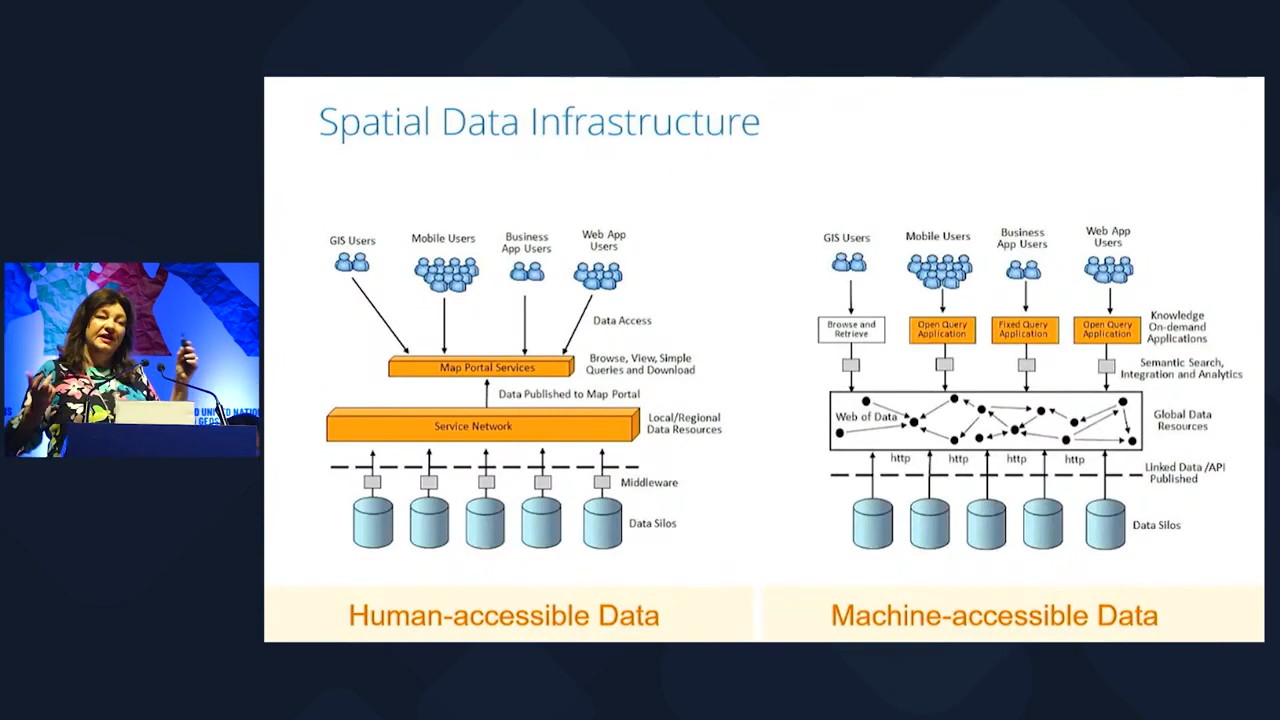 Spatial Data Infrastructure
GIS Users
Mobile Users
Business
App Users
Web App
Users
Data Access
Map Portal Services
Browse, View, Simple
Queries and Download
Data Published to Map Portal
Service Network
Local/Regional
Data Resources
Middleware
Data Silos
Human-accessible Data
GIS Users
Mobile Users
Business
App Users
Web App
Users
Browse and
Retrieve
Open Query
Application
Fixed Query
Application
Open Query
Application
Knowledge
On-demand
Applications
Semantic Search,
Integration and Analytics
Web of Data
Global Data
Resources
http
http
http
http
Linked Data /API
Published
Data Silos
Machine-accessible Data
UNITED NATION